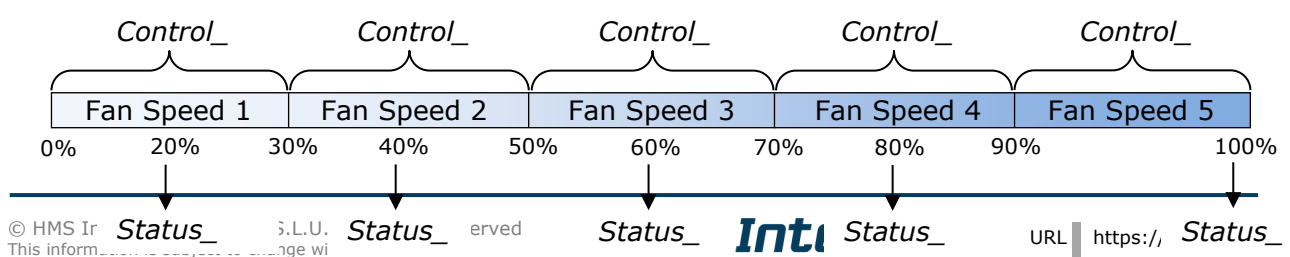 Control_ Control_ Control_ Control_ Control_
Fan Speed 1 Fan Speed 2 Fan Speed 3 Fan Speed 4 Fan Speed 5
0% 20% 30% 40% 50% 60% 70% 80% 90% 100%
© HMS S.L.U. erved URL https:/
Status_ Status_ Status_ Status_ Status_
This